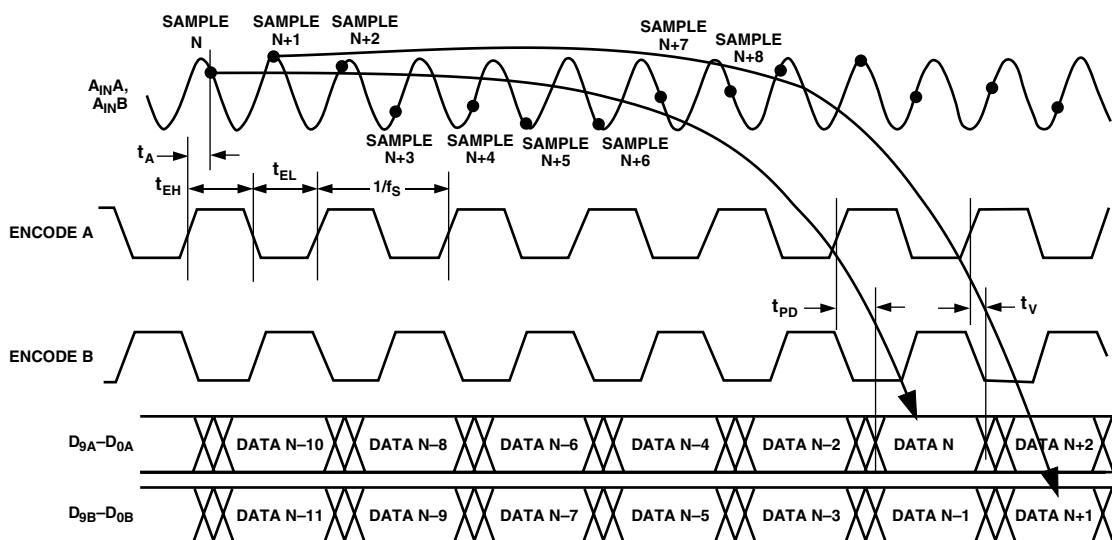 SAMPLE
N
SAMPLE
N+1
SAMPLE
N+2
SAMPLE
N+7
SAMPLE
N+8
AINA,
AINB
SAMPLE
N+3
SAMPLE
N+4
SAMPLE
N+5
SAMPLE
N+6
tA
tEH
tEL
1/fS
ENCODE A
tPD
tV
ENCODE B
D9A–D0A
DATA N–10
DATA N–8
DATA N–6
DATA N–4
DATA N–2
DATA N
DATA N+2
D9B–D0B
DATA N–11
DATA N–9
DATA N–7
DATA N–5
DATA N–3
DATA N–1
DATA N+1